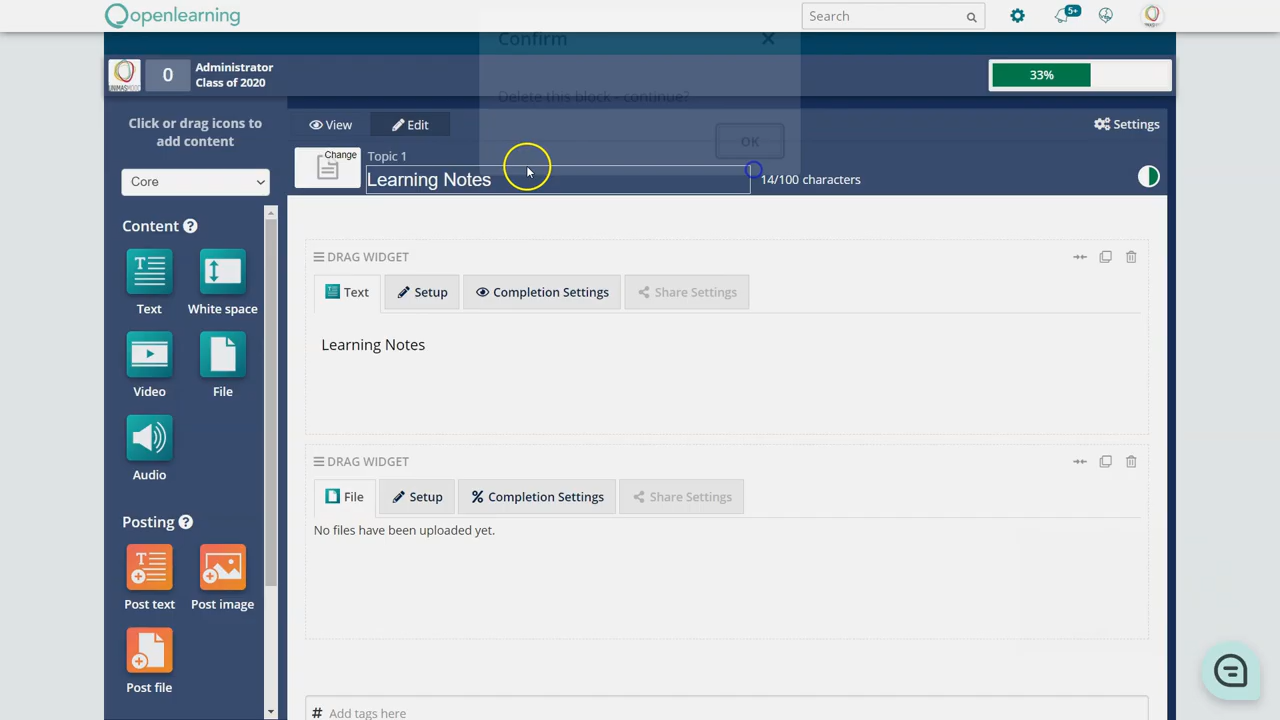 openlearning
Search
5+
0
Administrator
Class of 2020
33%
Confirm
Delete this block - continue?
OK
Click or drag icons to
add content
Core
Content ?
Text
White space
Video
File
Audio
Posting ?
Post text
Post image
Post file
View
Edit
Settings
Change
Topic 1
Learning Notes
14/100 characters
DRAG WIDGET
Text
Setup
Completion Settings
Share Settings
Learning Notes
DRAG WIDGET
File
Setup
Completion Settings
Share Settings
No files have been uploaded yet.
# Add tags here